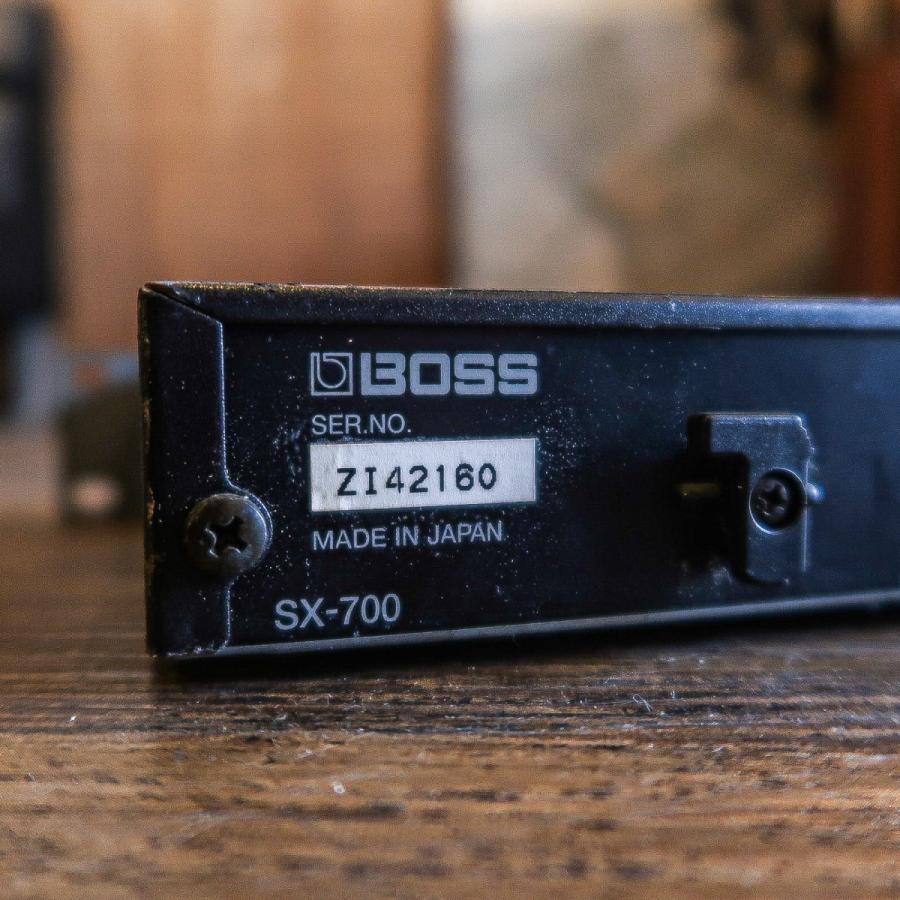 BOSS
SER.NO.
ZI42160
MADE IN JAPAN
SX-700